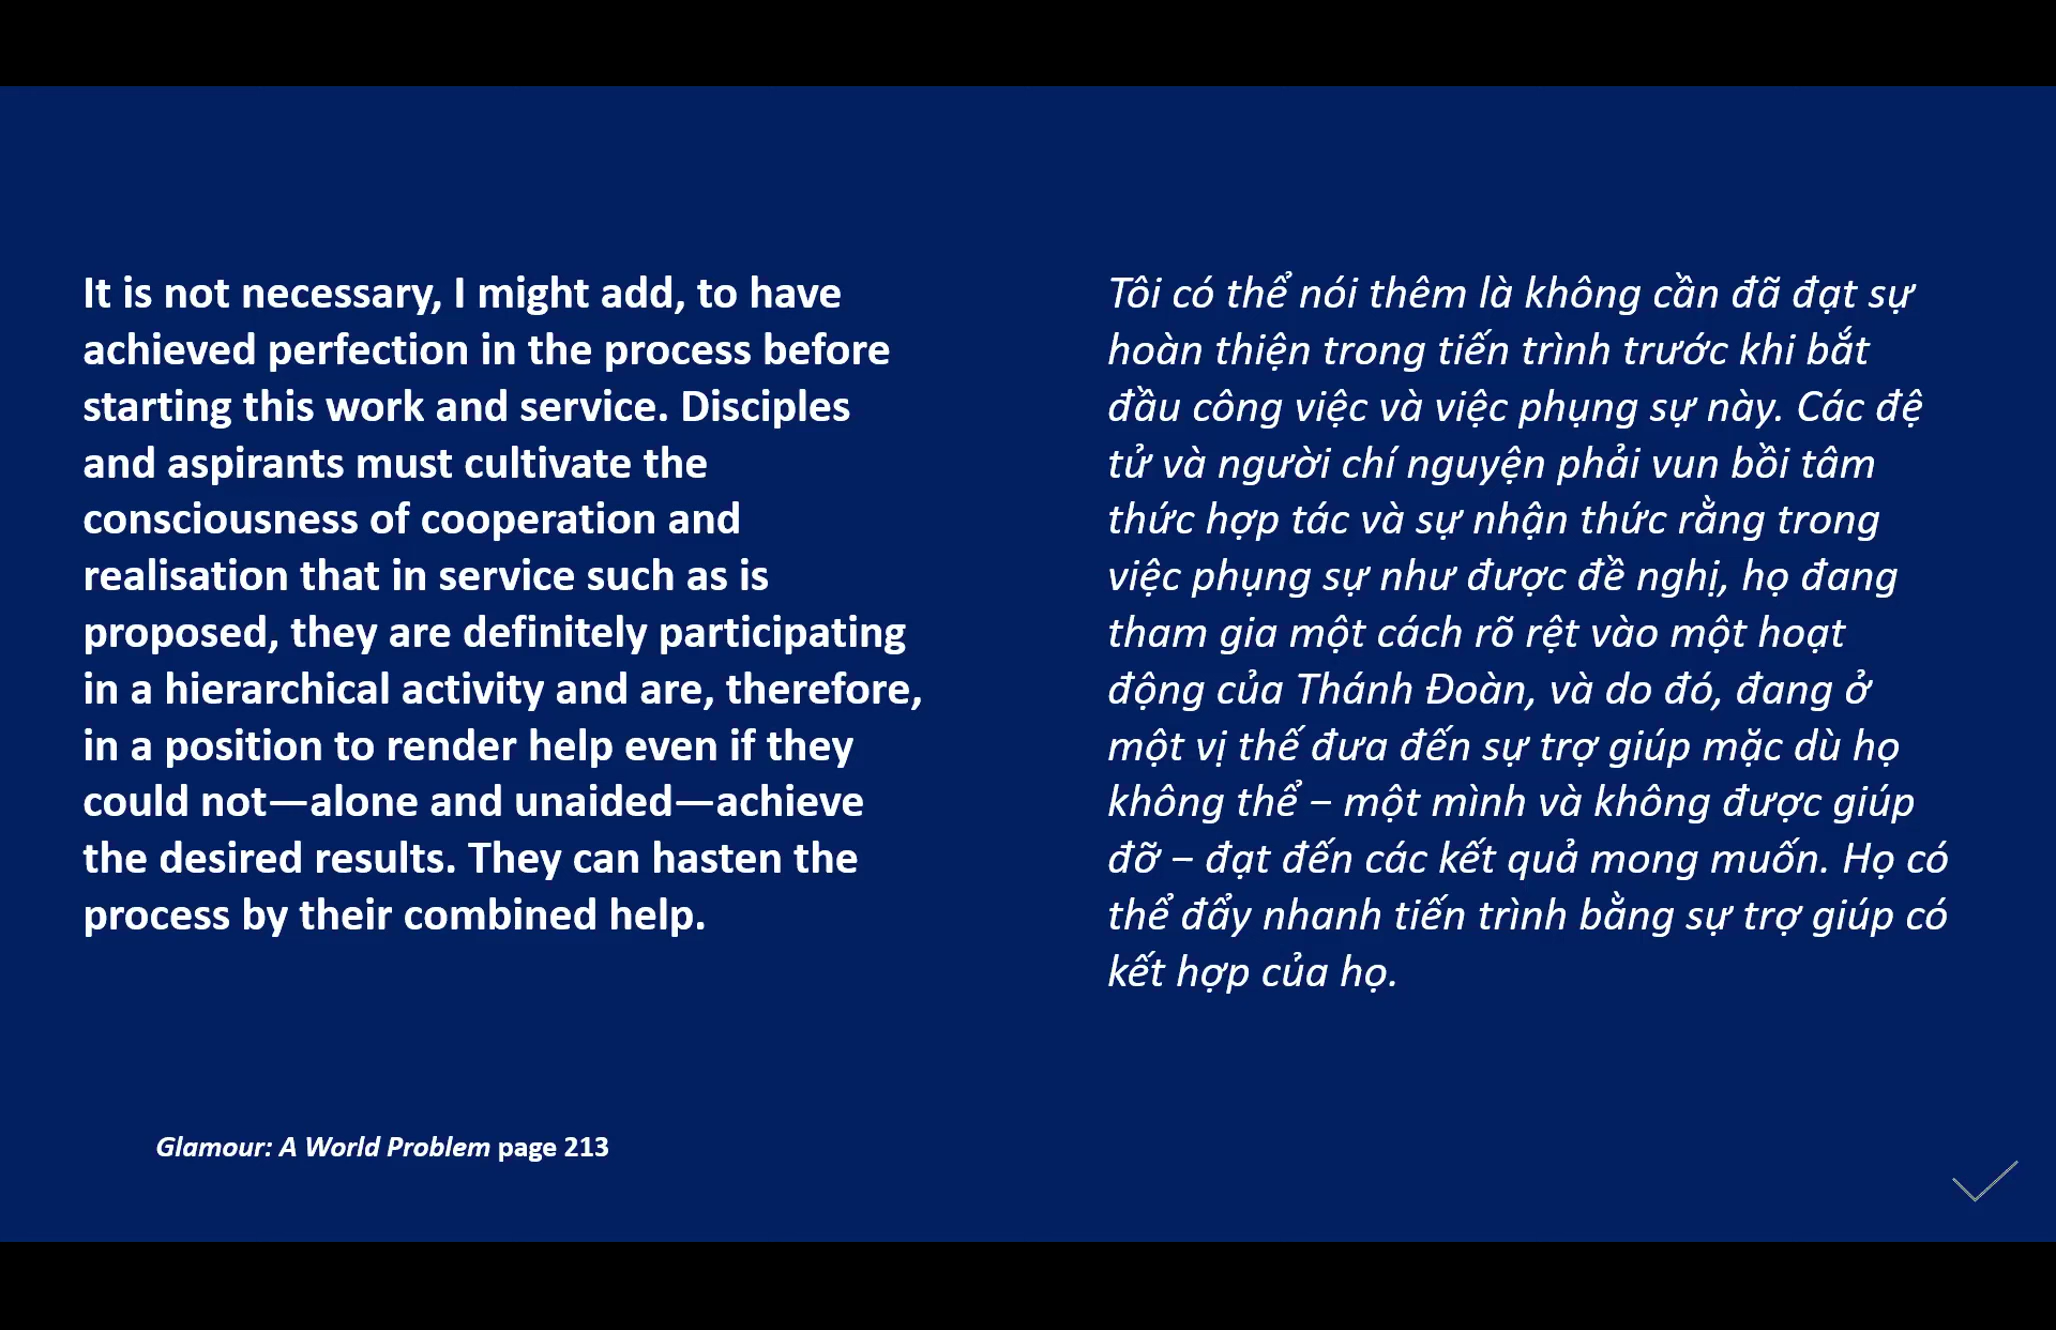 It is not necessary, I might add, to have
achieved perfection in the process before
starting this work and service. Disciples
and aspirants must cultivate the
consciousness of cooperation and
realisation that in service such as is
proposed, they are definitely participating
in a hierarchical activity and are, therefore,
in a position to render help even if they
could not—alone and unaided—achieve
the desired results. They can hasten the
process by their combined help.
Tôi có thể nói thêm là không cần đã đạt sự
hoàn thiện trong tiến trình trước khi bắt
đầu công việc và việc phụng sự này. Các đệ
tử và người chí nguyện phải vun bồi tâm
thức hợp tác và sự nhận thức rằng trong
việc phụng sự như được đề nghị, họ đang
tham gia một cách rõ rệt vào một hoạt
động của Thánh Đoàn, và do đó, đang ở
một vị thế đưa đến sự trợ giúp mặc dù họ
không thể – một mình và không được giúp
đỡ – đạt đến các kết quả mong muốn. Họ có
thể đẩy nhanh tiến trình bằng sự trợ giúp có
kết hợp của họ.
Glamour: A World Problem page 213